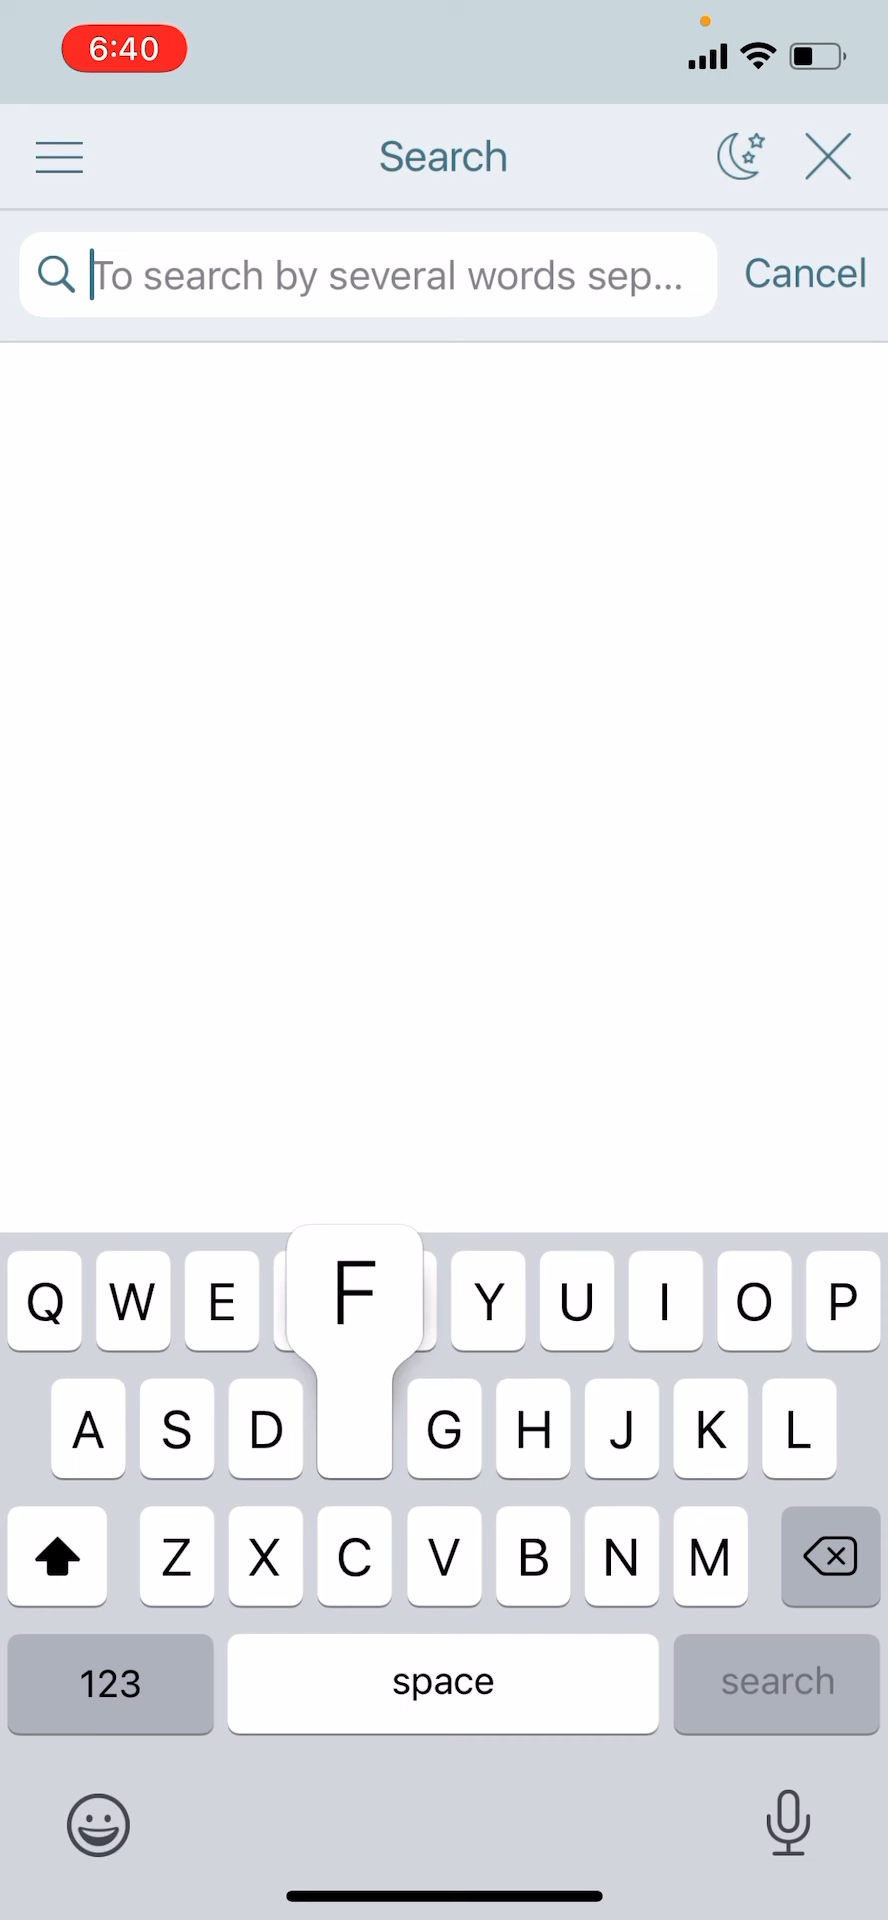 6:40
Search
To search by several words sep...
Cancel
Q W E F Y U I O P
A S D G H J K L
Z X C V B N M
123 space search